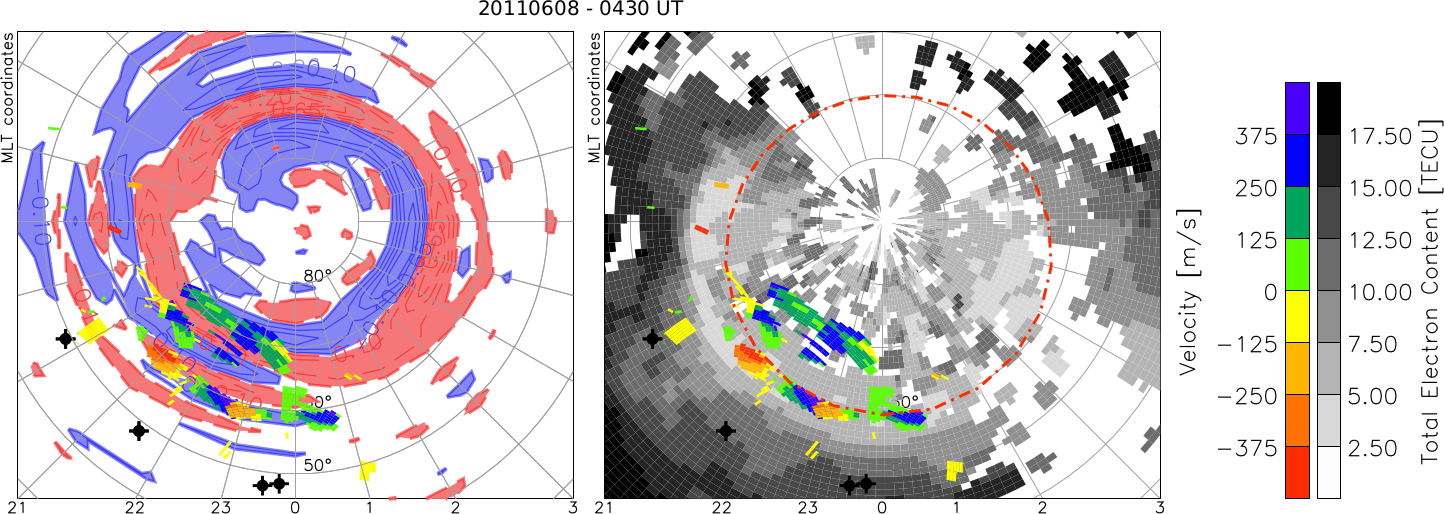 20110608 - 0430 UT
MLT coordinates
80°
50°
21 22 23 0 1 2 3
MLT coordinates
21 22 23 0 1 2 3
Velocity [m/s]
375
250
125
0
−125
−250
−375
17.50
15.00
12.50
10.00
7.50
5.00
2.50
Total Electron Content [TECU]